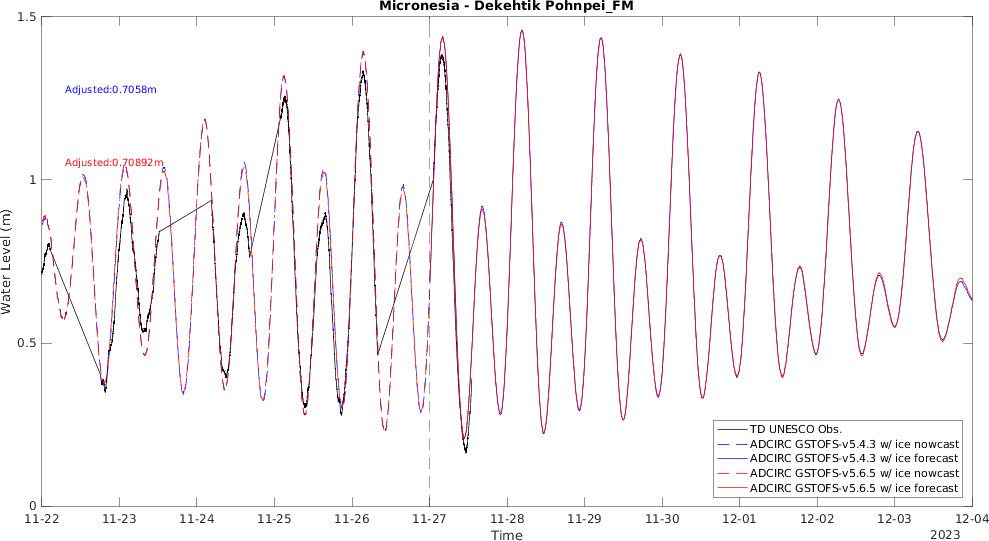 Micronesia - Dekehtik Pohnpei_FM
1.5
1
0.5
0
Water Level (m)
Adjusted:0.7058m
Adjusted:0.70892m
TD UNESCO Obs.
ADCIRC GSTOFS-v5.4.3 w/ ice nowcast
ADCIRC GSTOFS-v5.4.3 w/ ice forecast
ADCIRC GSTOFS-v5.6.5 w/ ice nowcast
ADCIRC GSTOFS-v5.6.5 w/ ice forecast
11-22 11-23 11-24 11-25 11-26 11-27 11-28 11-29 11-30 12-01 12-02 12-03 12-04
Time
2023